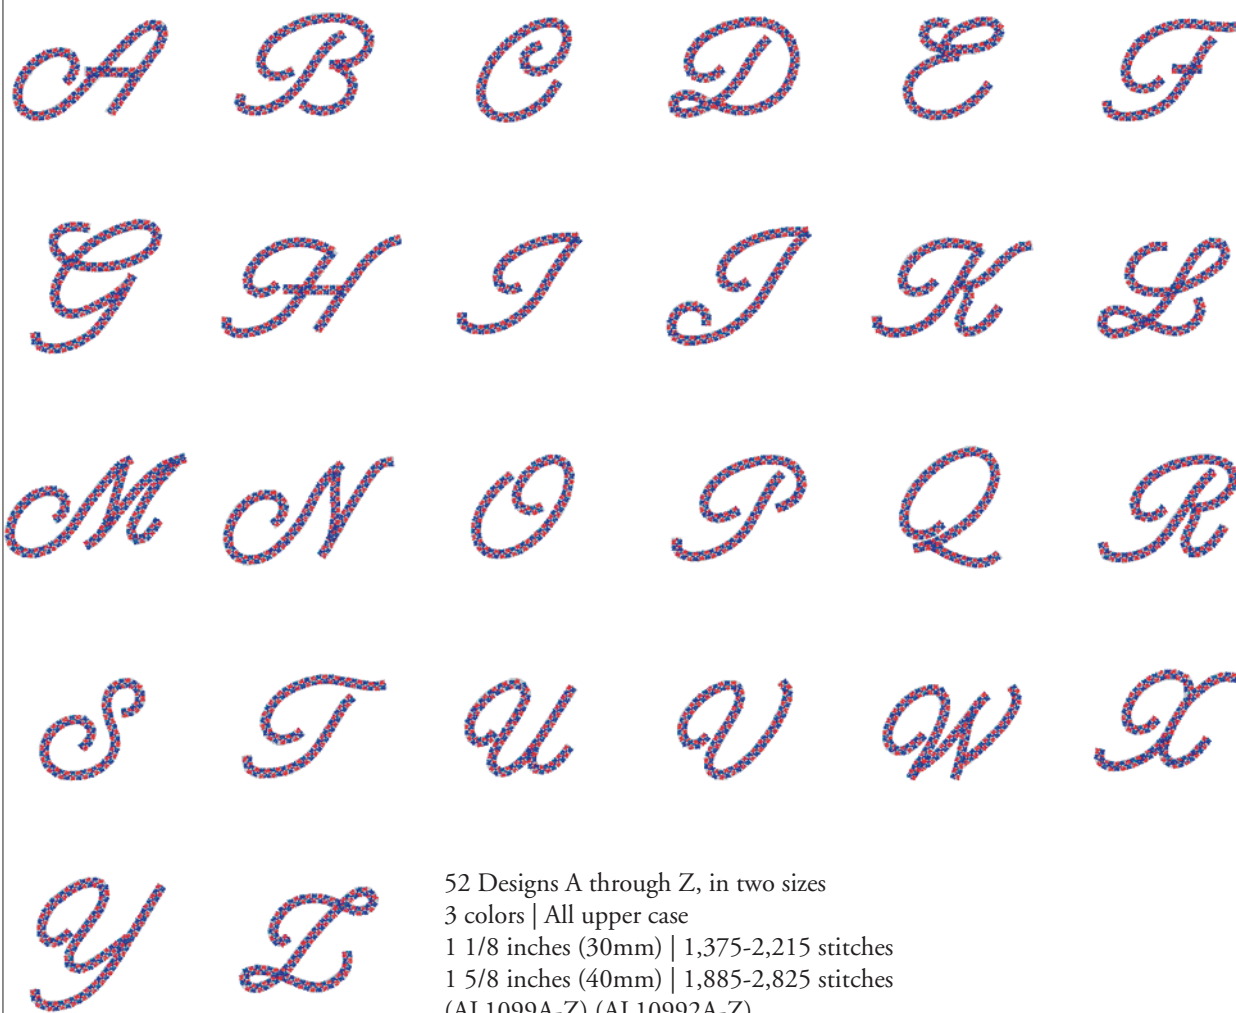 A B C D E F
G H I J K L
M N O P Q R
S T U V W X
Y Z
52 Designs A through Z, in two sizes
3 colors | All upper case
1 1/8 inches (30mm) | 1,375-2,215 stitches
1 5/8 inches (40mm) | 1,885-2,825 stitches
(AL1099A-Z) (AL10992A-Z)